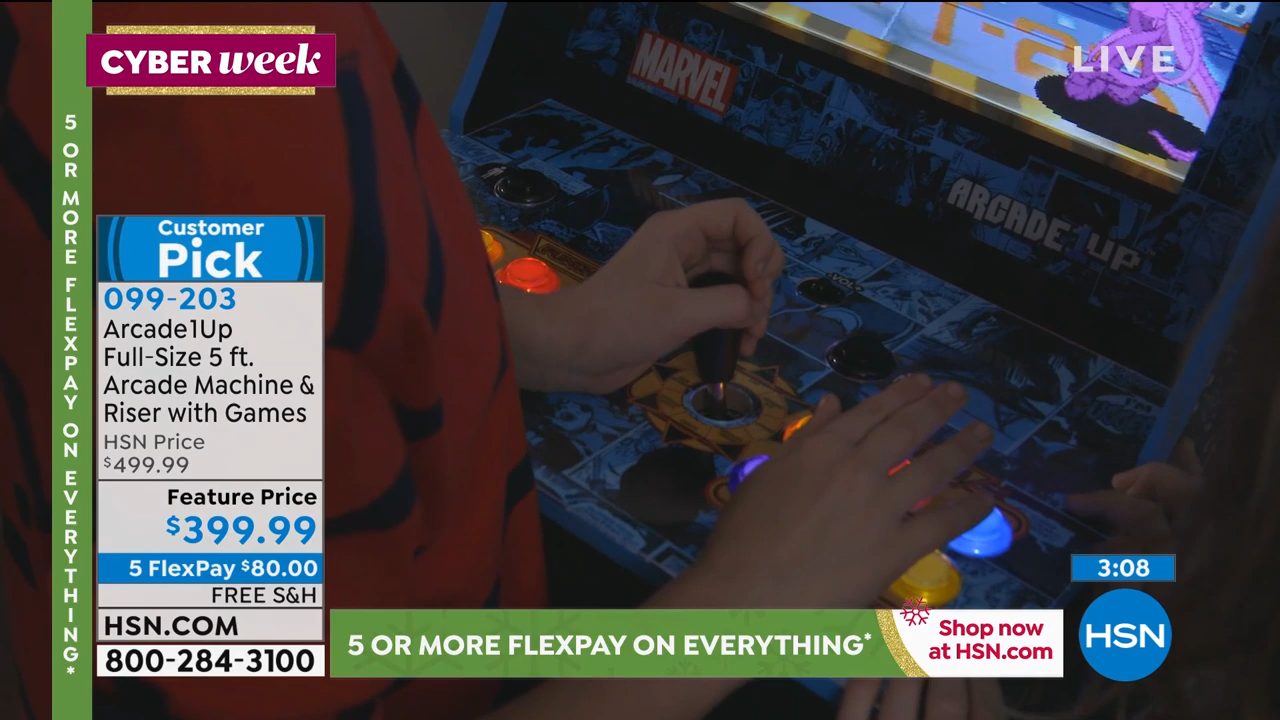 CYBER week
LIVE
MARVEL
ARCADE1UP
VOL+
5 OR MORE FLEXPAY ON EVERYTHING*
Customer
Pick
099-203
Arcade1Up
Full-Size 5 ft.
Arcade Machine &
Riser with Games
HSN Price
$499.99
Feature Price
$399.99
5 FlexPay $80.00
FREE S&H
HSN.COM
800-284-3100
5 OR MORE FLEXPAY ON EVERYTHING*
Shop now
at HSN.com
3:08
HSN